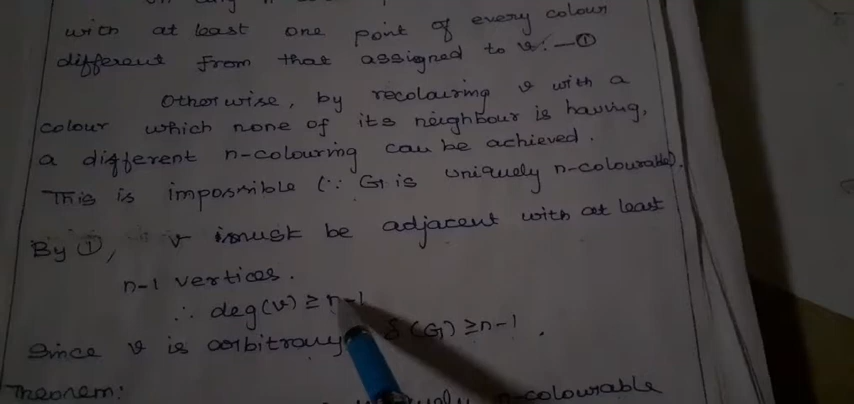 with at least one point of every colour
different from that assigned to v. — ①
Otherwise, by recolouring v with a
colour which none of its neighbour is having,
a different n-colouring can be achieved.
This is impossible (∵ G is uniquely n-colourable).
By ①, v must be adjacent with at least
n-1 vertices.
∴ deg(v) ≥ n-1
Since v is arbitrary δ(G) ≥ n-1.
Theorem:
n-colourable